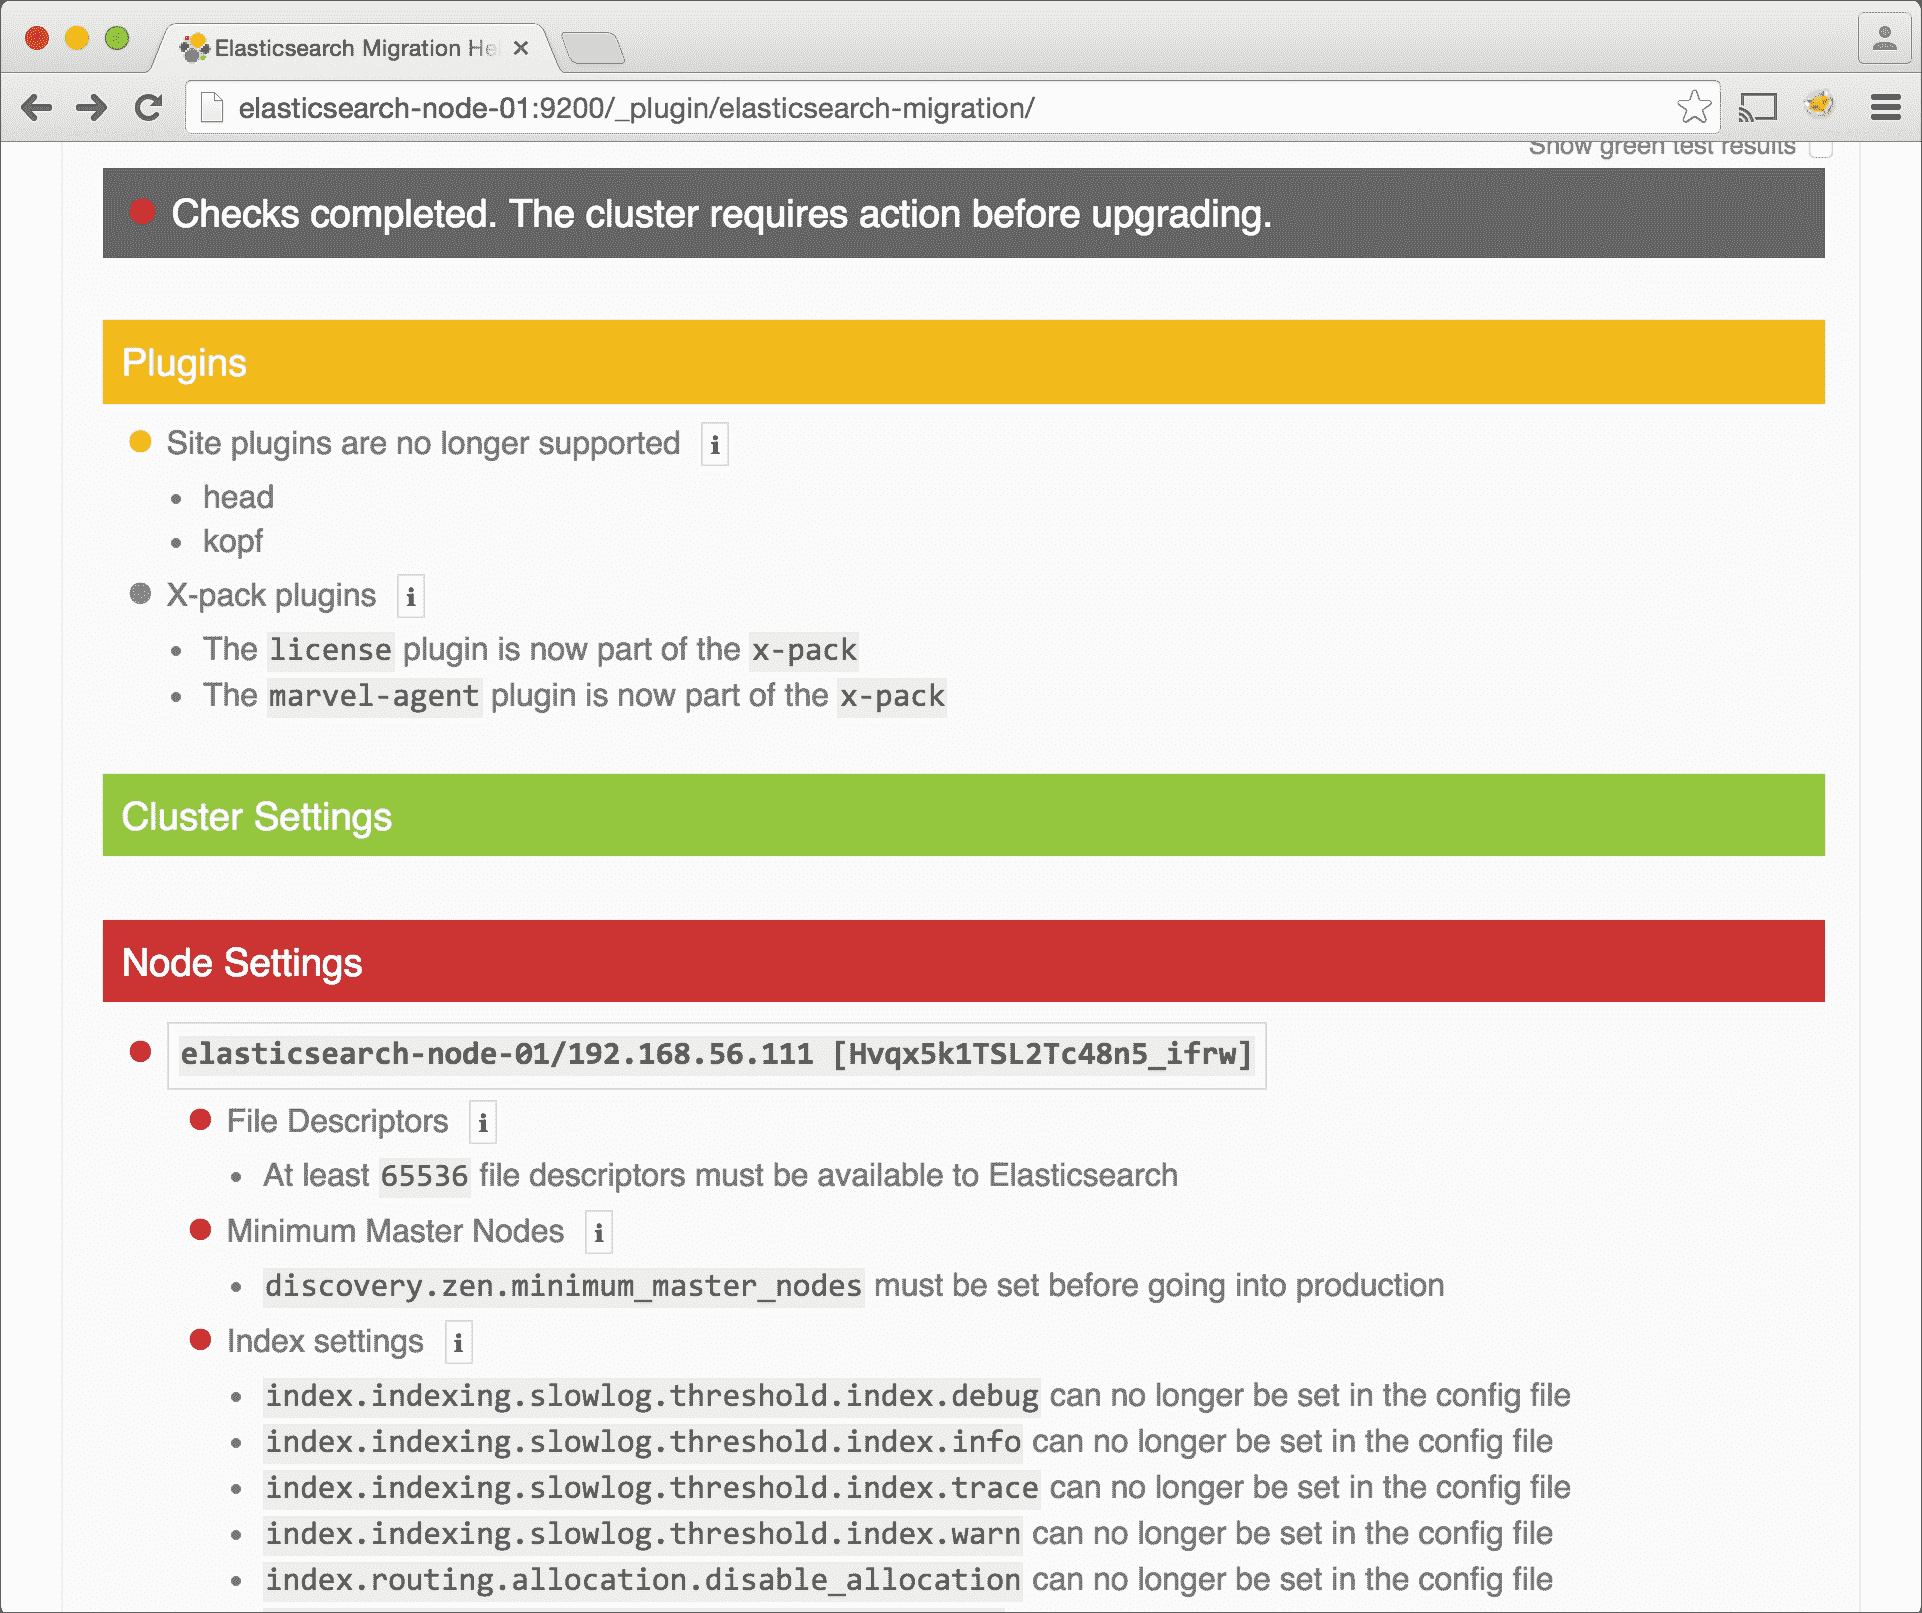 Elasticsearch Migration He
elasticsearch-node-01:9200/_plugin/elasticsearch-migration/
Show green test results
Checks completed. The cluster requires action before upgrading.
Plugins
Site plugins are no longer supported i
head
kopf
X-pack plugins i
The license plugin is now part of the x-pack
The marvel-agent plugin is now part of the x-pack
Cluster Settings
Node Settings
elasticsearch-node-01/192.168.56.111 [Hvqx5k1TSL2Tc48n5_ifrw]
File Descriptors i
At least 65536 file descriptors must be available to Elasticsearch
Minimum Master Nodes i
discovery.zen.minimum_master_nodes must be set before going into production
Index settings i
index.indexing.slowlog.threshold.index.debug can no longer be set in the config file
index.indexing.slowlog.threshold.index.info can no longer be set in the config file
index.indexing.slowlog.threshold.index.trace can no longer be set in the config file
index.indexing.slowlog.threshold.index.warn can no longer be set in the config file
index.routing.allocation.disable_allocation can no longer be set in the config file